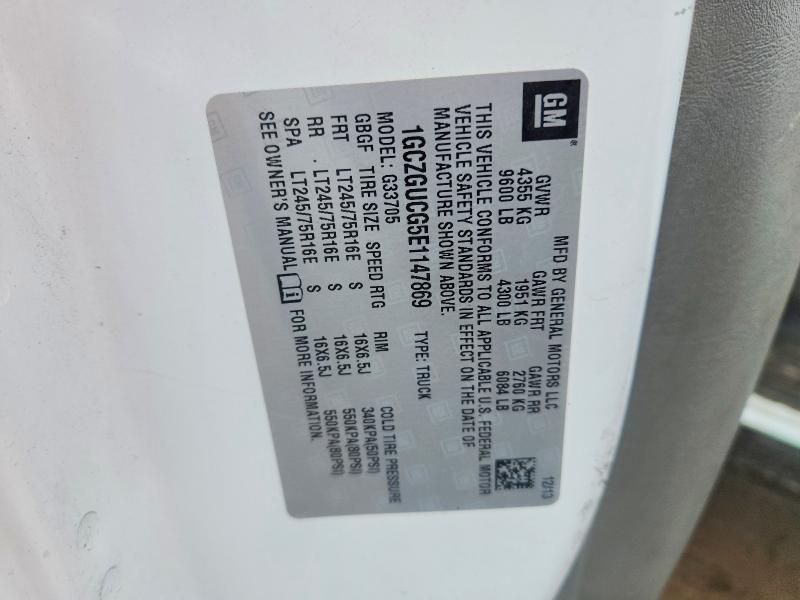 GM
MFD BY GENERAL MOTORS LLC 12/13
GVWR GAWR FRT GAWR RR
4355 KG 1951 KG 2760 KG
9600 LB 4300 LB 6084 LB
THIS VEHICLE CONFORMS TO ALL APPLICABLE U.S. FEDERAL MOTOR
VEHICLE SAFETY STANDARDS IN EFFECT ON THE DATE OF
MANUFACTURE SHOWN ABOVE.
1GCZGUCG5E1147869 TYPE: TRUCK
MODEL: G33705
GBGF TIRE SIZE SPEED RTG RIM COLD TIRE PRESSURE
FRT LT245/75R16E S 16X6.5J 340KPA(50PSI)
RR LT245/75R16E S 16X6.5J 550KPA(80PSI)
SPA LT245/75R16E S 16X6.5J 550KPA(80PSI)
SEE OWNER'S MANUAL i FOR MORE INFORMATION.